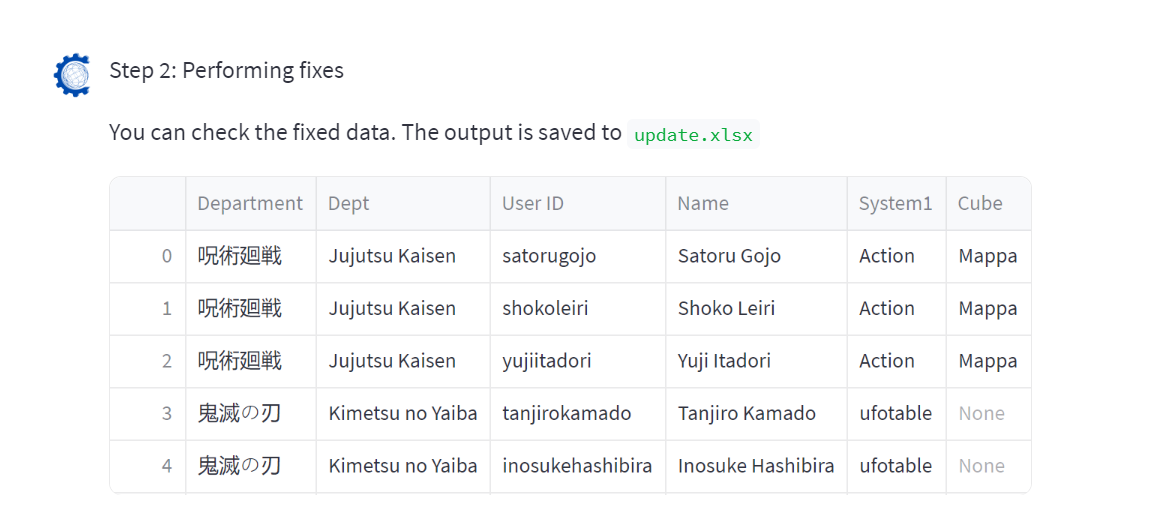 Step 2: Performing fixes
You can check the fixed data. The output is saved to update.xlsx
Department Dept User ID Name System1 Cube
0 呪術廻戦 Jujutsu Kaisen satorugojo Satoru Gojo Action Mappa
1 呪術廻戦 Jujutsu Kaisen shokoleiri Shoko Leiri Action Mappa
2 呪術廻戦 Jujutsu Kaisen yujiitadori Yuji Itadori Action Mappa
3 鬼滅の刃 Kimetsu no Yaiba tanjirokamado Tanjiro Kamado ufotable None
4 鬼滅の刃 Kimetsu no Yaiba inosukehashibira Inosuke Hashibira ufotable None